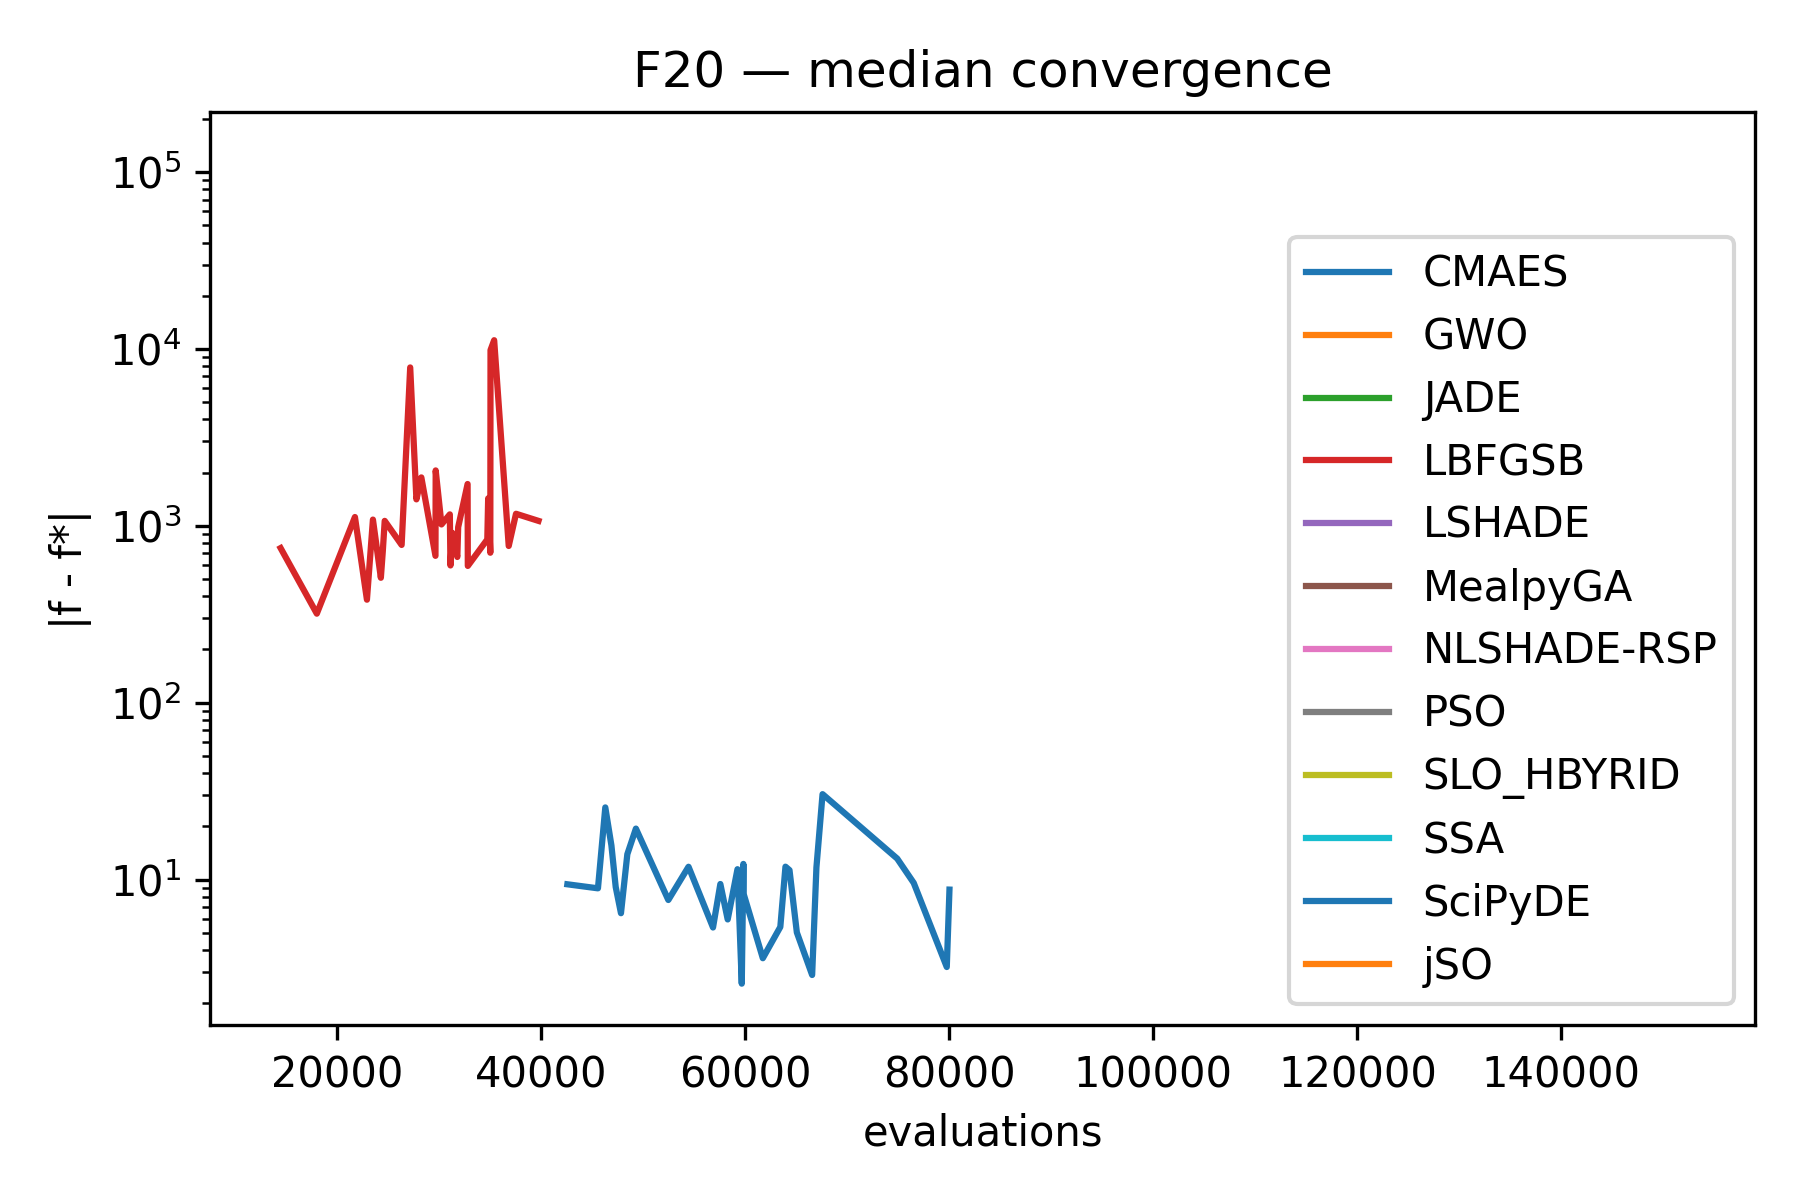 F20 — median convergence
10^5
10^4
10^3
10^2
10^1
|f - f*|
CMAES
GWO
JADE
LBFGSB
LSHADE
MealpyGA
NLSHADE-RSP
PSO
SLO_HBYRID
SSA
SciPyDE
jSO
20000 40000 60000 80000 100000 120000 140000
evaluations